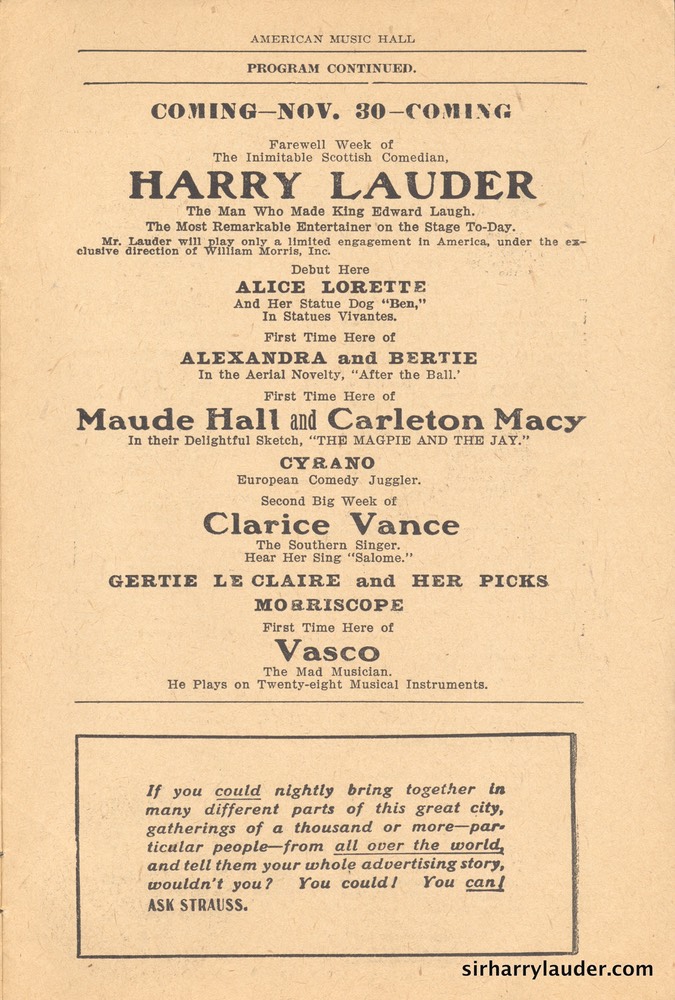 AMERICAN MUSIC HALL
PROGRAM CONTINUED.
COMING—NOV. 30—COMING
Farewell Week of
The Inimitable Scottish Comedian,
HARRY LAUDER
The Man Who Made King Edward Laugh.
The Most Remarkable Entertainer on the Stage To-Day.
Mr. Lauder will play only a limited engagement in America, under the ex-
clusive direction of William Morris, Inc.
Debut Here
ALICE LORETTE
And Her Statue Dog "Ben,"
In Statues Vivantes.
First Time Here of
ALEXANDRA and BERTIE
In the Aerial Novelty, "After the Ball.'
First Time Here of
Maude Hall and Carleton Macy
In their Delightful Sketch, "THE MAGPIE AND THE JAY."
CYRANO
European Comedy Juggler.
Second Big Week of
Clarice Vance
The Southern Singer.
Hear Her Sing "Salome."
GERTIE LE CLAIRE and HER PICKS
MORRISCOPE
First Time Here of
Vasco
The Mad Musician.
He Plays on Twenty-eight Musical Instruments.
If you could nightly bring together in
many different parts of this great city,
gatherings of a thousand or more—par-
ticular people—from all over the world,
and tell them your whole advertising story,
wouldn't you? You could! You can!
ASK STRAUSS.
sirharrylauder.com